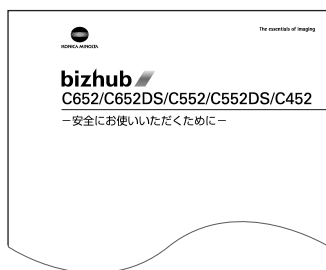 The essentials of imaging
KONICA MINOLTA
bizhub
C652/C652DS/C552/C552DS/C452
－安全にお使いいただくために－